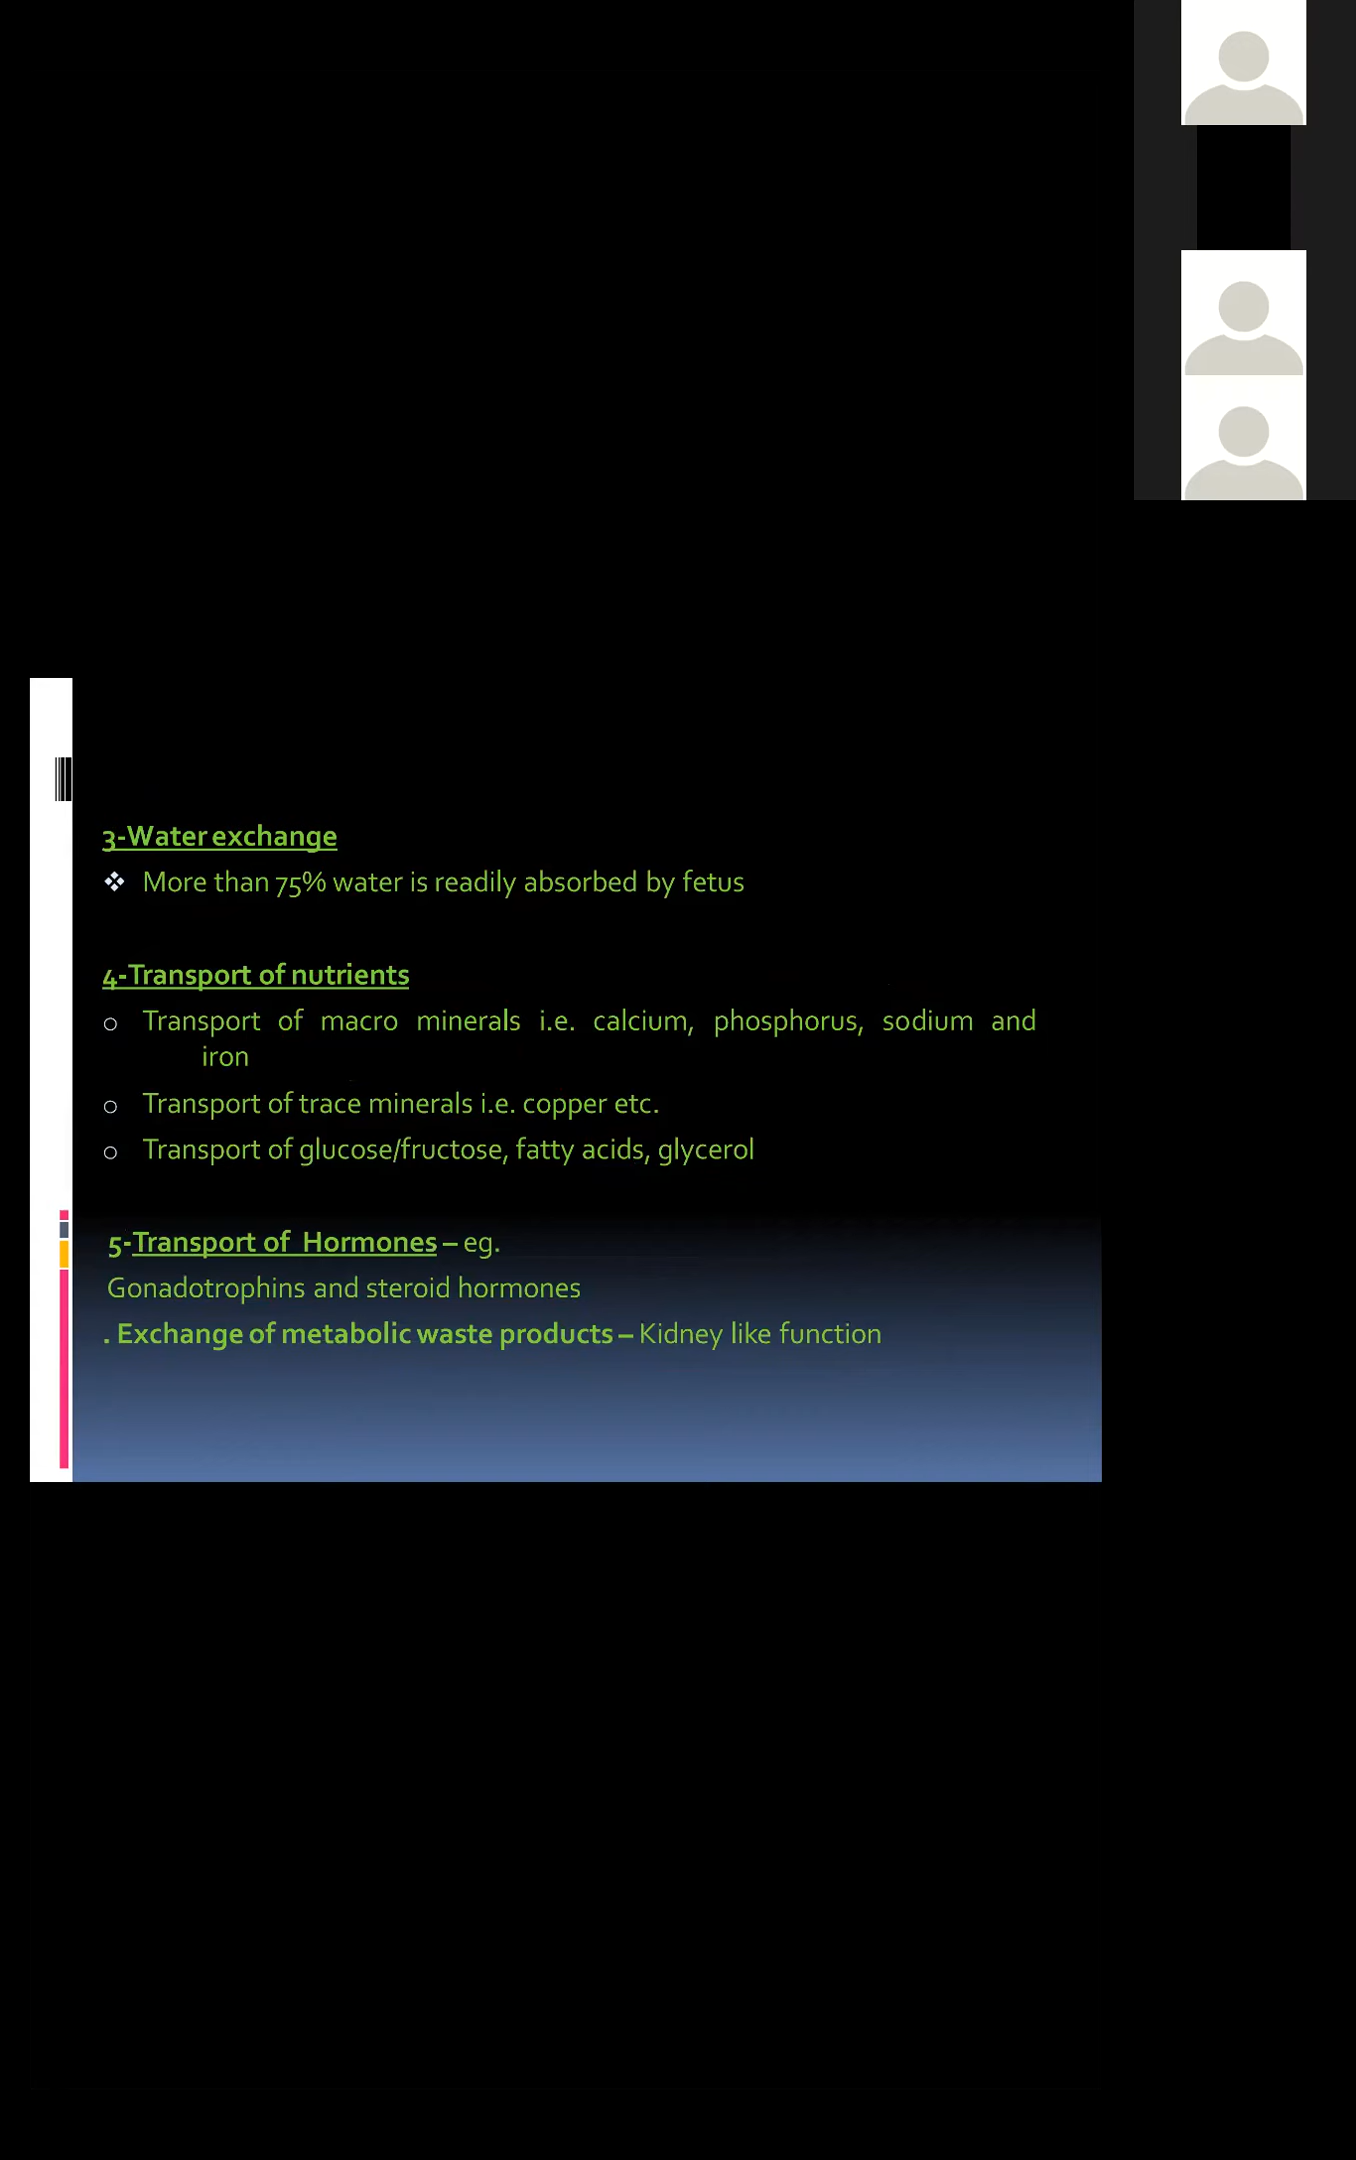 3-Water exchange
❖ More than 75% water is readily absorbed by fetus
4-Transport of nutrients
o Transport of macro minerals i.e. calcium, phosphorus, sodium and
iron
o Transport of trace minerals i.e. copper etc.
o Transport of glucose/fructose, fatty acids, glycerol
5-Transport of Hormones – eg.
Gonadotrophins and steroid hormones
. Exchange of metabolic waste products – Kidney like function